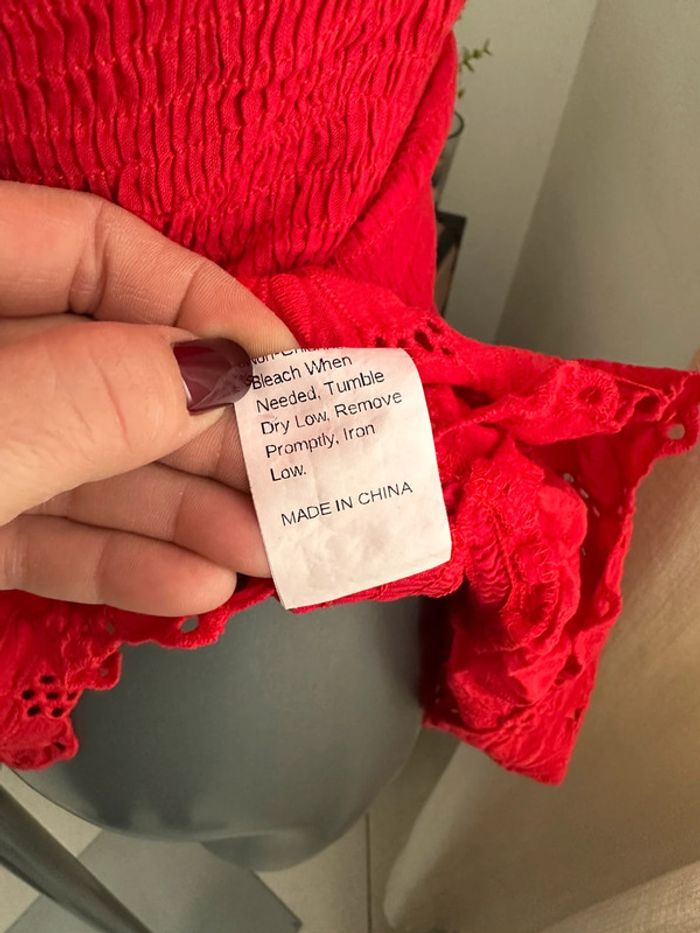 Bleach When
Needed, Tumble
Dry Low, Remove
Promptly, Iron
Low.
MADE IN CHINA